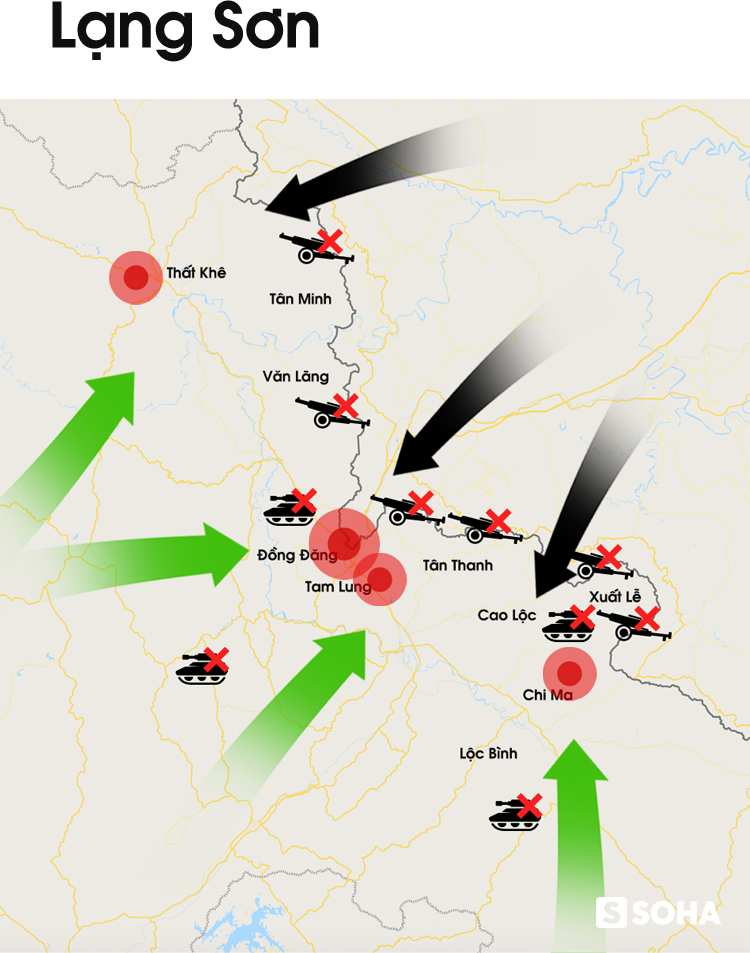 Lạng Sơn
Thất Khê
Tân Minh
Văn Lãng
Đồng Đăng
Tân Thanh
Tam Lung
Xuất Lễ
Cao Lộc
Chi Ma
Lộc Bình
SOHA